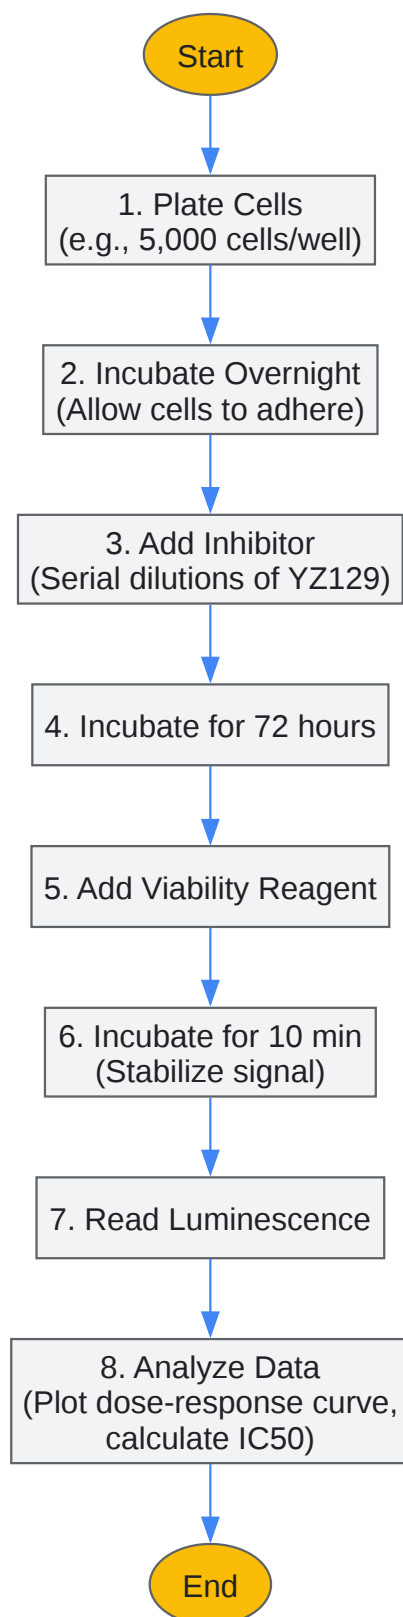 Start
1. Plate Cells
(e.g., 5,000 cells/well)
2. Incubate Overnight
(Allow cells to adhere)
3. Add Inhibitor
(Serial dilutions of YZ129)
4. Incubate for 72 hours
5. Add Viability Reagent
6. Incubate for 10 min
(Stabilize signal)
7. Read Luminescence
8. Analyze Data
(Plot dose-response curve,
calculate IC50)
End